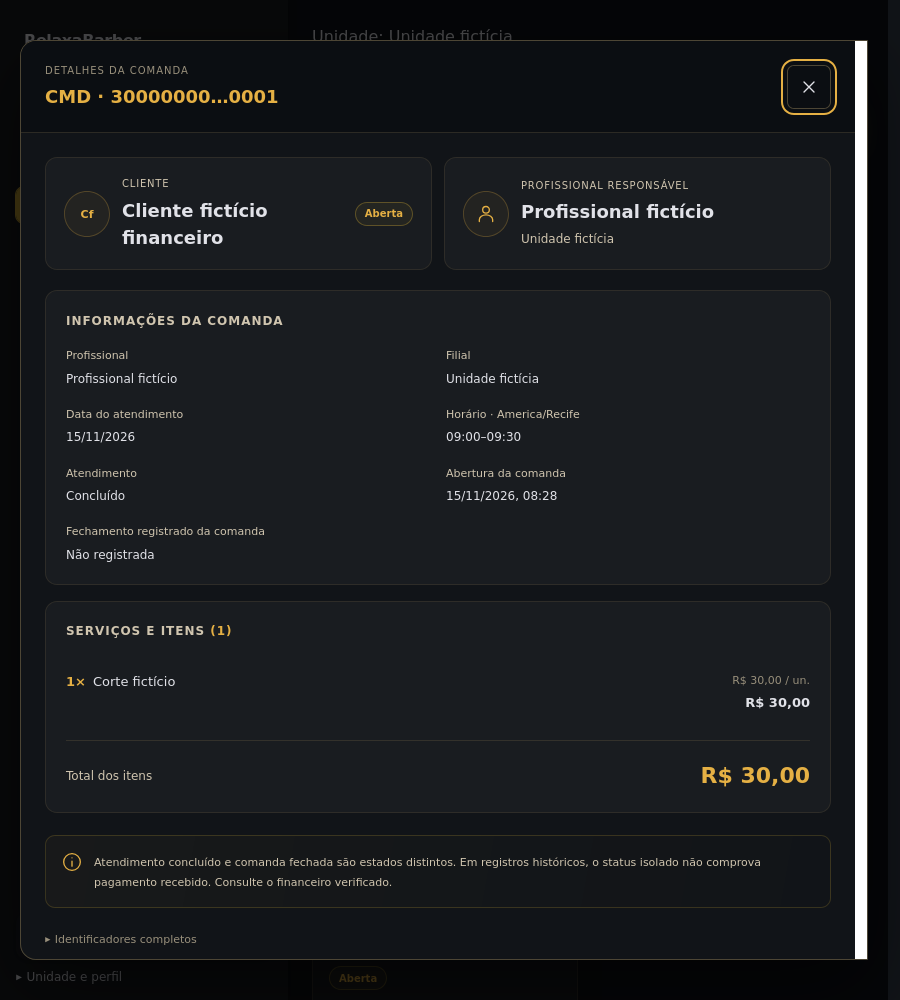 RelaxaBarber
Unidade: Unidade fictícia
DETALHES DA COMANDA
CMD · 30000000…0001
Cf
CLIENTE
Cliente fictício
financeiro
Aberta
PROFISSIONAL RESPONSÁVEL
Profissional fictício
Unidade fictícia
INFORMAÇÕES DA COMANDA
Profissional
Profissional fictício
Filial
Unidade fictícia
Data do atendimento
15/11/2026
Horário · America/Recife
09:00–09:30
Atendimento
Concluído
Abertura da comanda
15/11/2026, 08:28
Fechamento registrado da comanda
Não registrada
SERVIÇOS E ITENS (1)
1× Corte fictício
R$ 30,00 / un.
R$ 30,00
Total dos itens
R$ 30,00
Atendimento concluído e comanda fechada são estados distintos. Em registros históricos, o status isolado não comprova
pagamento recebido. Consulte o financeiro verificado.
▸ Identificadores completos
▸ Unidade e perfil
Aberta